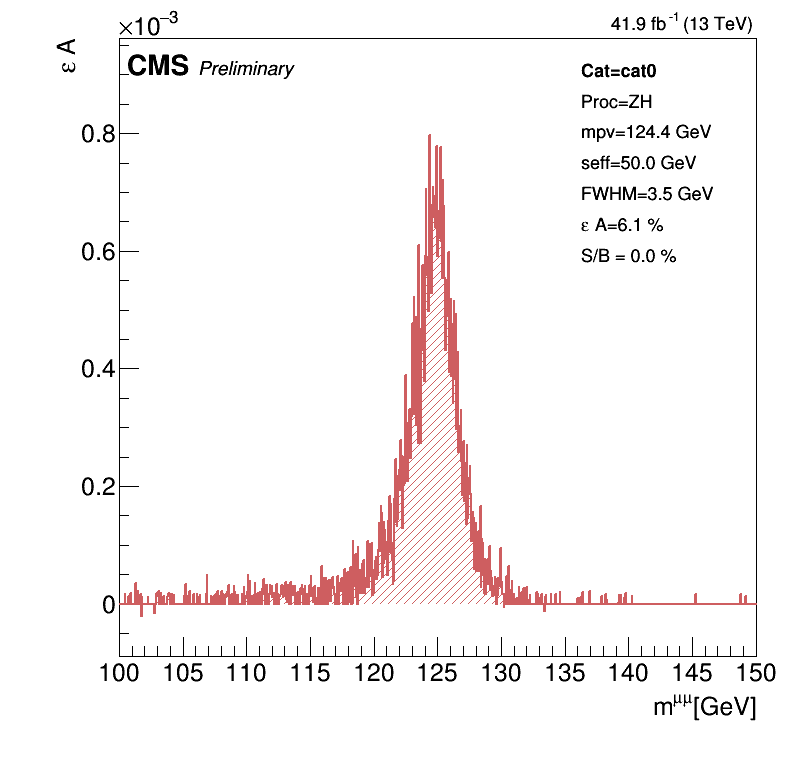 ×10⁻³
41.9 fb⁻¹ (13 TeV)
ε A
CMS Preliminary
Cat=cat0
Proc=ZH
mpv=124.4 GeV
seff=50.0 GeV
FWHM=3.5 GeV
ε A=6.1 %
S/B = 0.0 %
0.8
0.6
0.4
0.2
0
100 105 110 115 120 125 130 135 140 145 150
m^μμ[GeV]